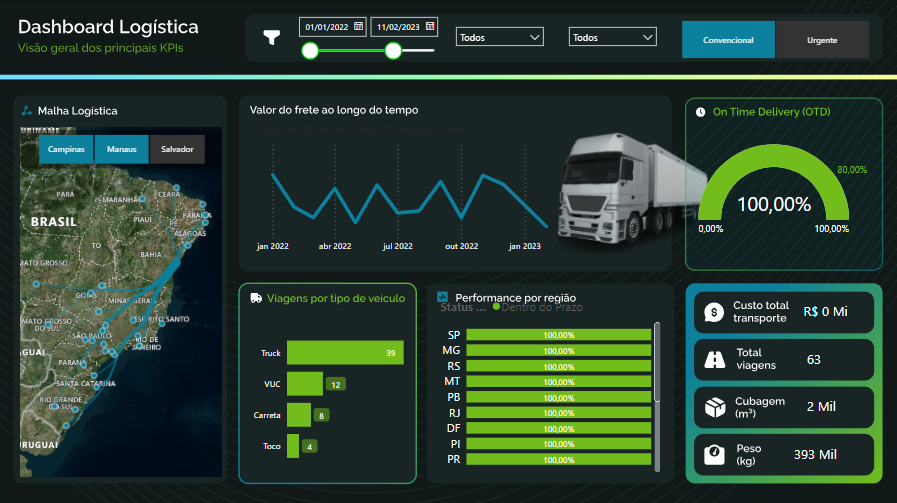 Dashboard Logística
Visão geral dos principais KPIs
01/01/2022
11/02/2023
Todos
Todos
Convencional
Urgente
Malha Logística
Campinas
Manaus
Salvador
PARÁ
MARANHÃO
CEARÁ
PARAÍBA
PIAUÍ
PE
ALAGOAS
BRASIL
TO
BAHIA
MATO GROSSO
GOIÁS
MINAS GERAIS
MATO GROSSO
DO SUL
ESPÍRITO SANTO
SÃO PAULO
RIO DE
JANEIRO
PARANÁ
SANTA CATARINA
RIO GRANDE
DO SUL
Valor do frete ao longo do tempo
jan 2022
abr 2022
jul 2022
out 2022
jan 2023
On Time Delivery (OTD)
80,00%
100,00%
0,00%
100,00%
Viagens por tipo de veículo
Truck
39
VUC
12
Carreta
8
Toco
4
Performance por região
Status ...
Dentro do Prazo
SP 100,00%
MG 100,00%
RS 100,00%
MT 100,00%
PB 100,00%
RJ 100,00%
DF 100,00%
PI 100,00%
PR 100,00%
Custo total
transporte
R$ 0 Mi
Total
viagens
63
Cubagem
(m³)
2 Mil
Peso
(kg)
393 Mil